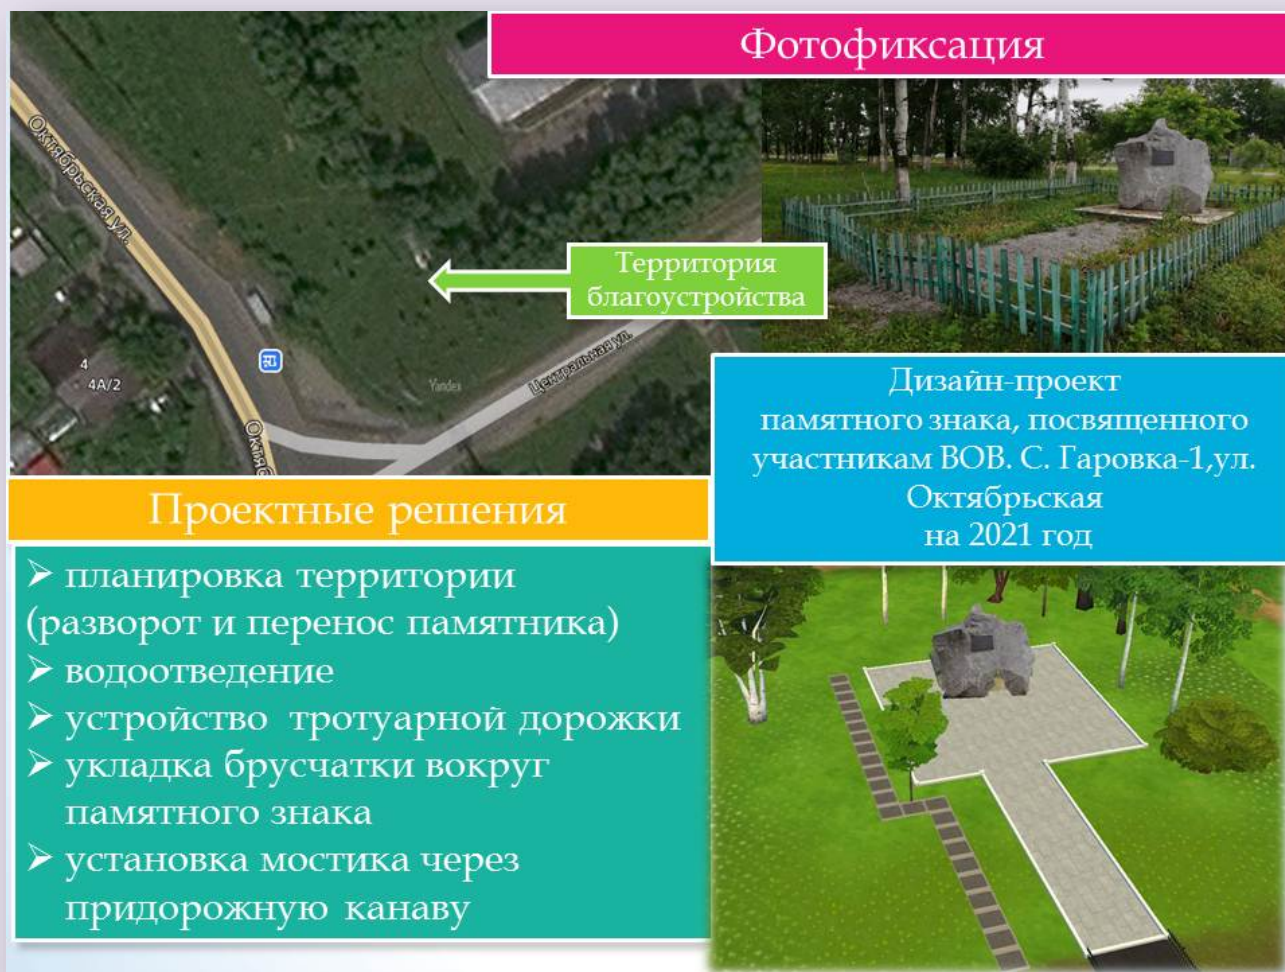 Фотофиксация
Октябрьская ул.
Территория
благоустройства
Центральная ул.
4
4А/2
Yandex
Октяб
Дизайн-проект
памятного знака, посвященного
участникам ВОВ. С. Гаровка-1,ул.
Октябрьская
на 2021 год
Проектные решения
➢ планировка территории
(разворот и перенос памятника)
➢ водоотведение
➢ устройство тротуарной дорожки
➢ укладка брусчатки вокруг
памятного знака
➢ установка мостика через
придорожную канаву